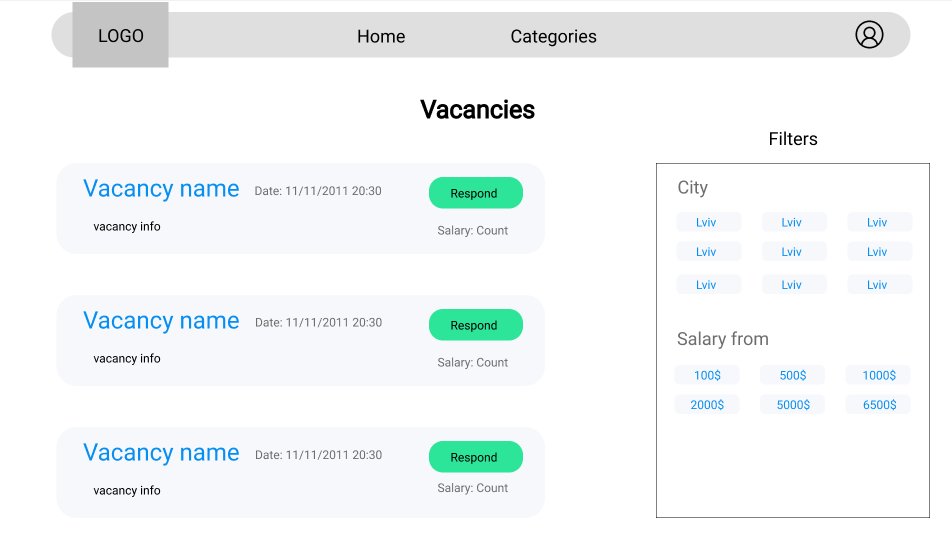 LOGO
Home
Categories
Vacancies
Vacancy name
Date: 11/11/2011 20:30
Respond
vacancy info
Salary: Count
Vacancy name
Date: 11/11/2011 20:30
Respond
vacancy info
Salary: Count
Vacancy name
Date: 11/11/2011 20:30
Respond
vacancy info
Salary: Count
Filters
City
Lviv Lviv Lviv
Lviv Lviv Lviv
Lviv Lviv Lviv
Salary from
100$ 500$ 1000$
2000$ 5000$ 6500$